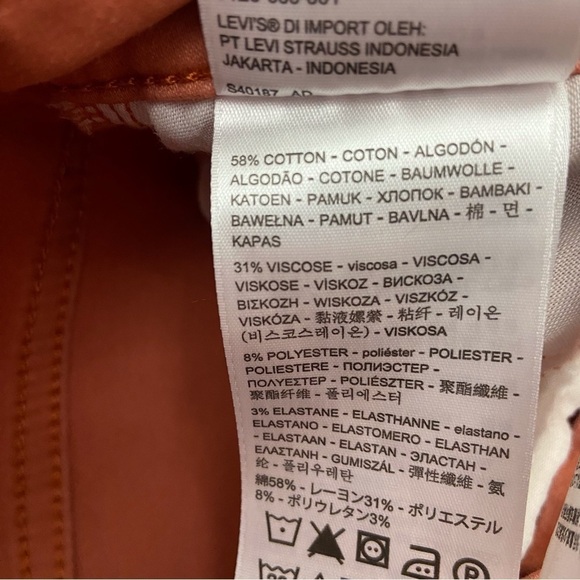 LEVI'S® DI IMPORT OLEH:
PT LEVI STRAUSS INDONESIA
JAKARTA - INDONESIA
S40187 AP
58% COTTON - COTON - ALGODÓN -
ALGODÃO - COTONE - BAUMWOLLE -
KATOEN - PAMUK - ХЛОПОК - ΒΑΜΒΑΚΙ -
BAWEŁNA - PAMUT - BAVLNA - 棉 - 면 -
KAPAS
31% VISCOSE - viscosa - VISCOSA -
VISKOSE - VİSKOZ - ВИСКОЗА -
ΒΙΣΚΟΖΗ - WISKOZA - VISZKÓZ -
VISKÓZA - 黏液嫘縈 - 粘纤 - 레이온
(비스코스레이온) - VISKOSA
8% POLYESTER - poliéster - POLIESTER -
POLIESTERE - ПОЛИЭСТЕР -
ΠΟΛΥΕΣΤΕΡ - POLIÉSZTER - 聚酯纖維 -
聚酯纤维 - 폴리에스터
3% ELASTANE - ELASTHANNE - elastano -
ELASTANO - ELASTOMERO - ELASTHAN
- ELASTAAN - ELASTAN - ЭЛАСТАН -
ΕΛΑΣΤΑΝΗ - GUMISZÁL - 彈性纖維 - 氨
纶 - 폴리우레탄
綿58% - レーヨン31% - ポリエステル
8% - ポリウレタン3%